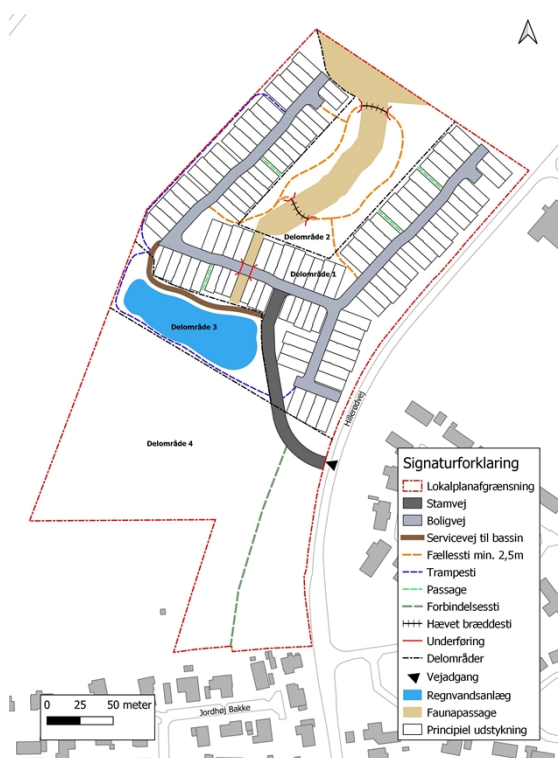 Delområde 2
Delområde 1
Delområde 3
Delområde 4
Hillerødvej
Jordhøj Bakke
0 25 50 meter
Signaturforklaring
Lokalplanafgrænsning
Stamvej
Boligvej
Servicevej til bassin
Fællessti min. 2,5m
Trampesti
Passage
Forbindelsessti
Hævet bræddesti
Underføring
Delområder
Vejadgang
Regnvandsanlæg
Faunapassage
Principiel udstykning